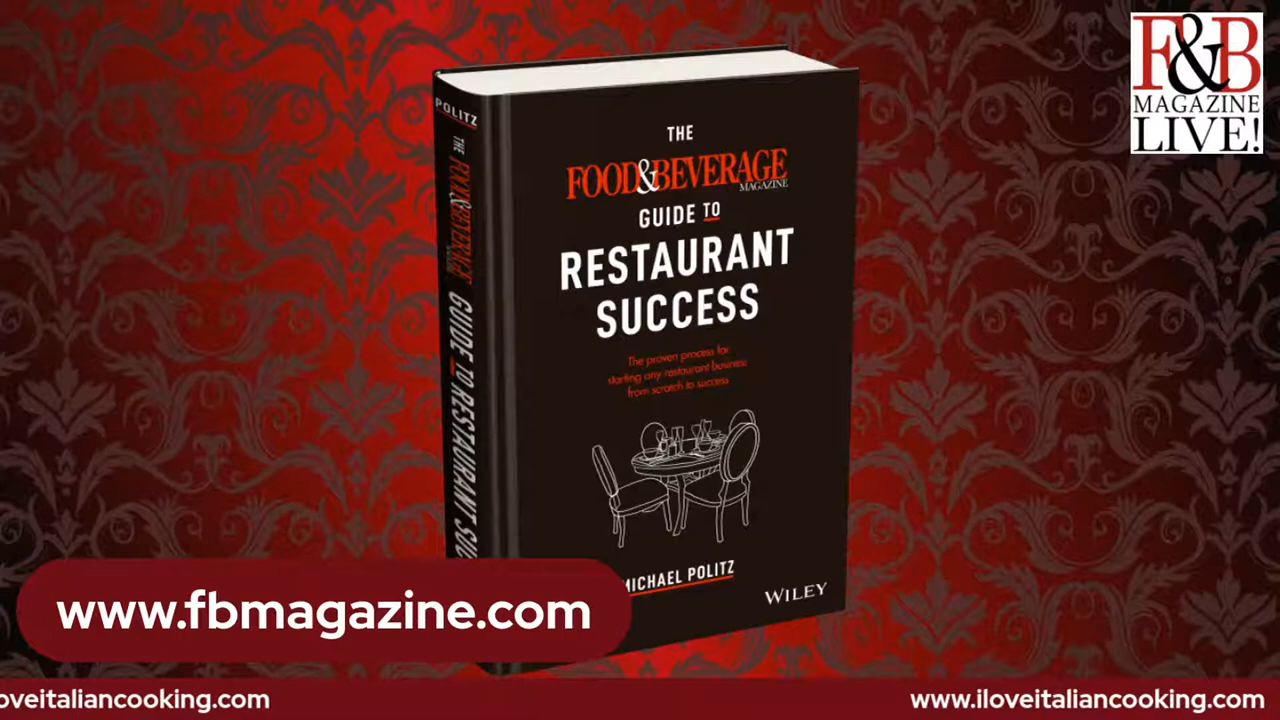 F&B
MAGAZINE
LIVE!
POLITZ
THE
FOOD&BEVERAGE
MAGAZINE
GUIDE TO
RESTAURANT
SUCCESS
The proven process for
starting any restaurant business
from scratch to success
MICHAEL POLITZ
WILEY
THE FOOD&BEVERAGE GUIDE TO RESTAURANT
www.fbmagazine.com
loveitaliancooking.com
www.iloveitaliancooking.com